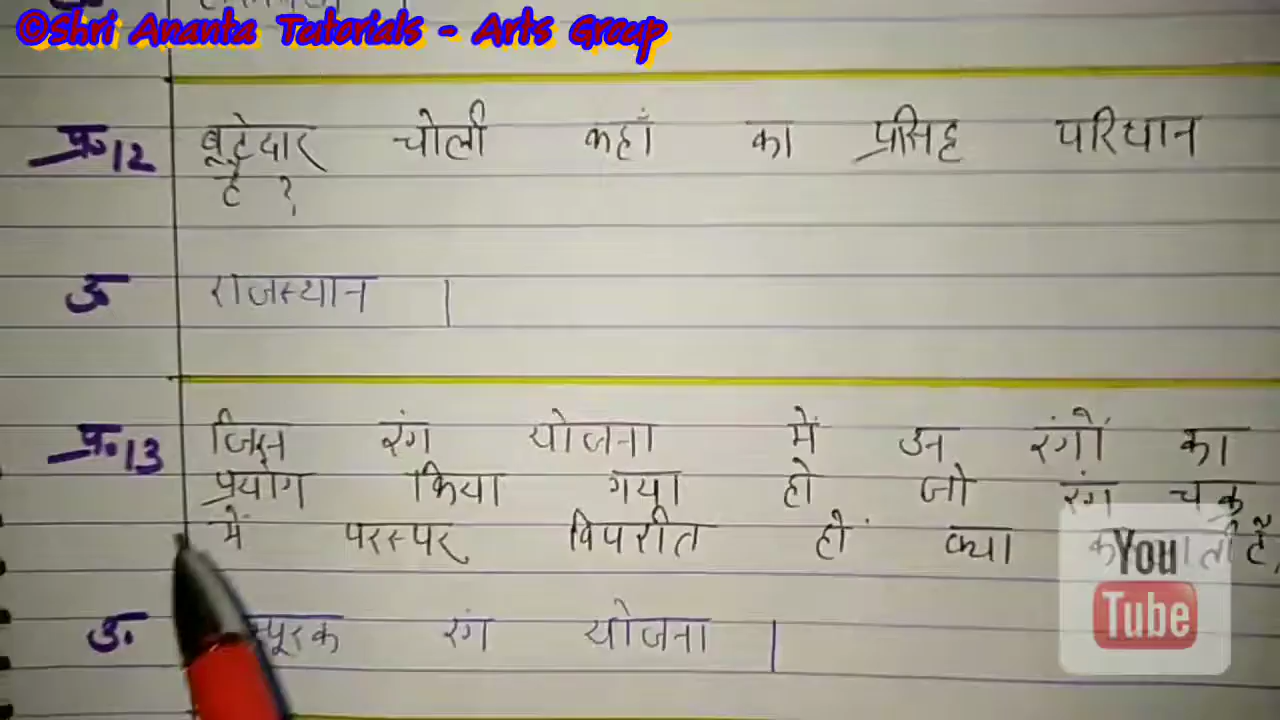 ©Shri Ananta Tutorials - Arts Group
प्र.12 बूटेदार चोली कहाँ का प्रसिद्ध परिधान
है ?
उ राजस्थान |
प्र.13 जिस रंग योजना में उन रंगों का
प्रयोग किया गया हो जो रंग चक्र
में परस्पर विपरीत हों क्या
उ. रंग योजना |
You
Tube